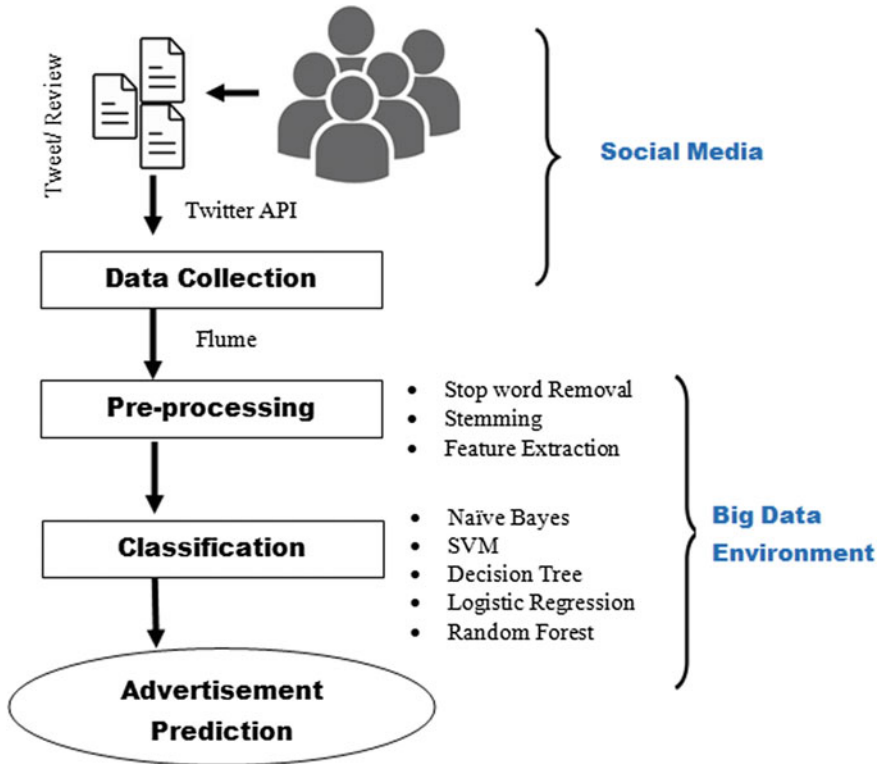 Tweet/ Review
Social Media
Twitter API
Data Collection
Flume
Pre-processing
• Stop word Removal
• Stemming
• Feature Extraction
Classification
• Naïve Bayes
• SVM
• Decision Tree
• Logistic Regression
• Random Forest
Big Data
Environment
Advertisement
Prediction